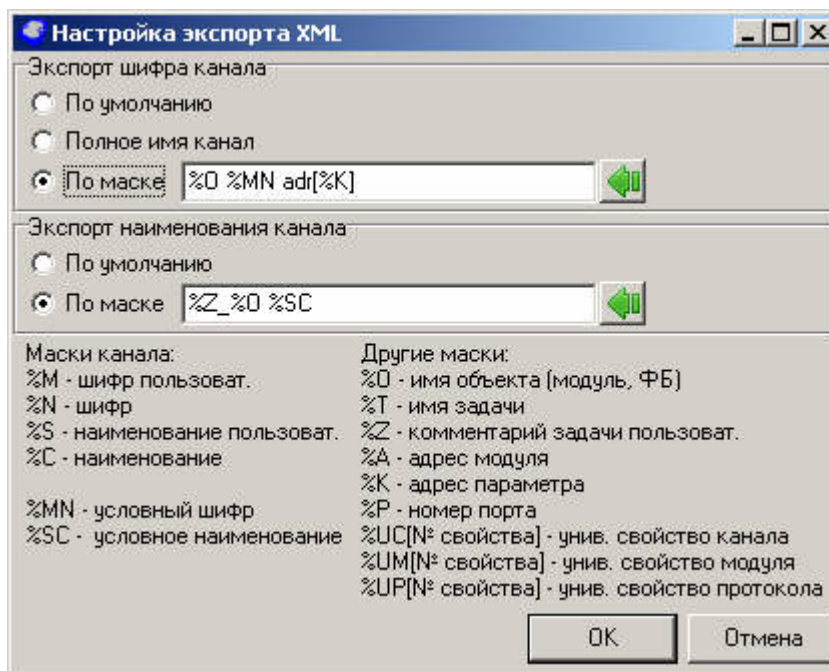 Настройка экспорта XML
Экспорт шифра канала
По умолчанию
Полное имя канал
По маске %O %MN adr[%K]
Экспорт наименования канала
По умолчанию
По маске %Z_%O %SC
Маски канала:
%M - шифр пользоват.
%N - шифр
%S - наименование пользоват.
%C - наименование
%MN - условный шифр
%SC - условное наименование
Другие маски:
%O - имя объекта (модуль, ФБ)
%T - имя задачи
%Z - комментарий задачи пользоват.
%A - адрес модуля
%K - адрес параметра
%P - номер порта
%UC[№ свойства] - унив. свойство канала
%UM[№ свойства] - унив. свойство модуля
%UP[№ свойства] - унив. свойство протокола
OK Отмена